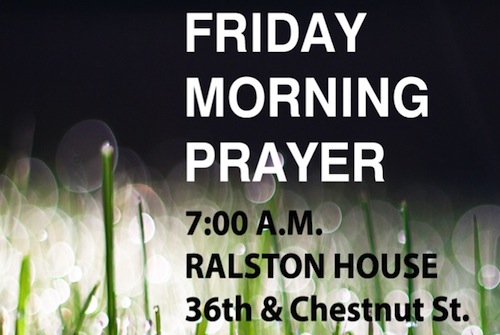 FRIDAY
MORNING
PRAYER
7:00 A.M.
RALSTON HOUSE
36th & Chestnut St.